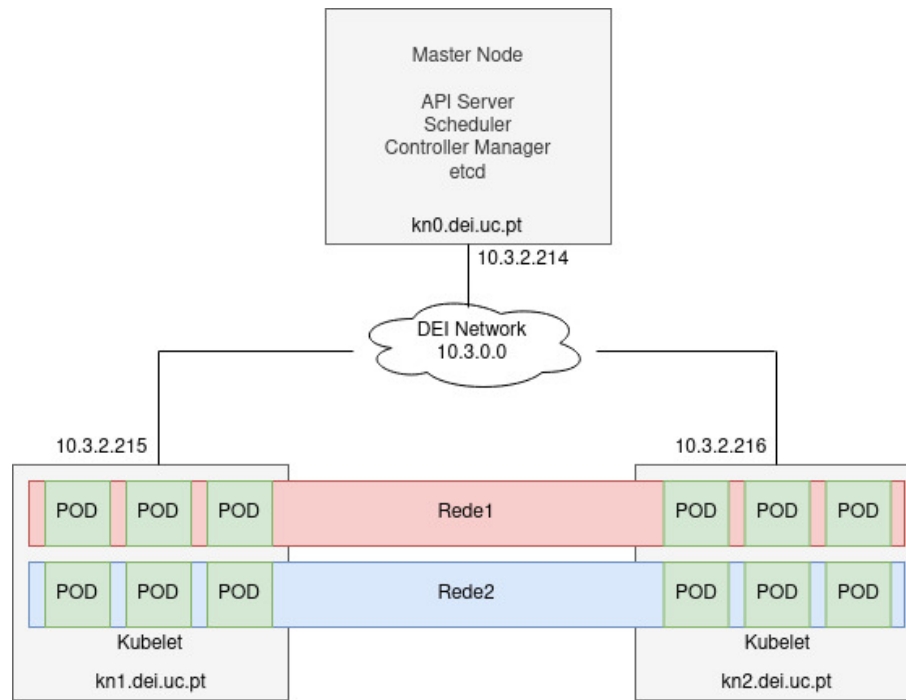 Master Node
API Server
Scheduler
Controller Manager
etcd
kn0.dei.uc.pt
10.3.2.214
DEI Network
10.3.0.0
10.3.2.215
10.3.2.216
POD POD POD Rede1 POD POD POD
POD POD POD Rede2 POD POD POD
Kubelet Kubelet
kn1.dei.uc.pt kn2.dei.uc.pt